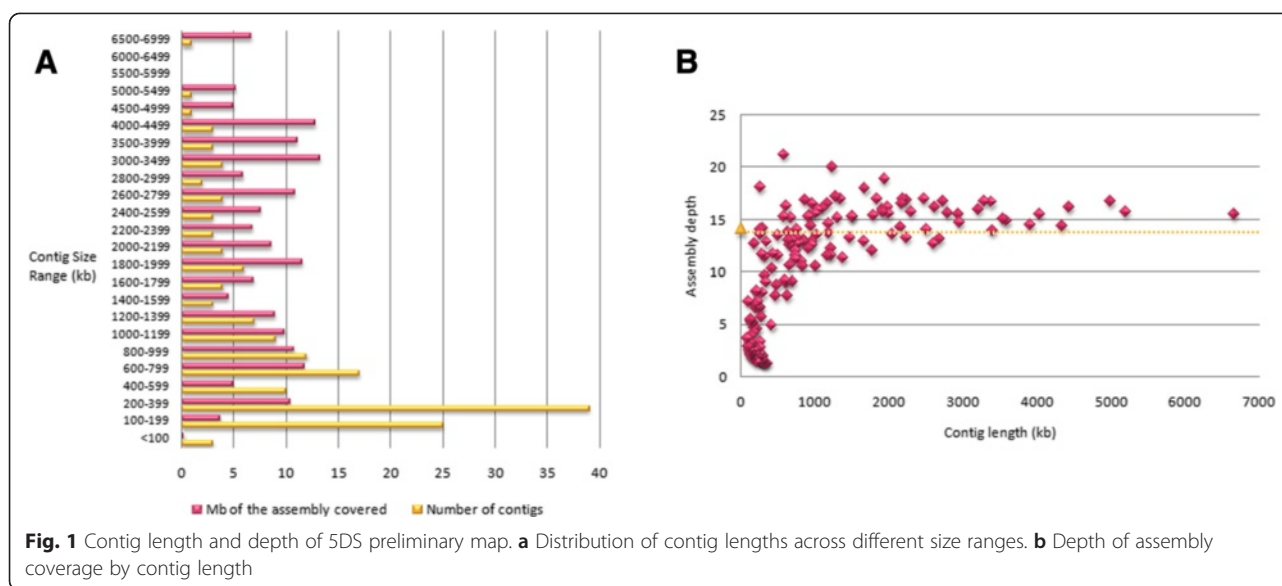 A
6500-6999
6000-6499
5500-5999
5000-5499
4500-4999
4000-4499
3500-3999
3000-3499
2800-2999
2600-2799
2400-2599
2200-2399
2000-2199
1800-1999
1600-1799
1400-1599
1200-1399
1000-1199
800-999
600-799
400-599
200-399
100-199
<100
Contig Size
Range (kb)
0 5 10 15 20 25 30 35 40
Mb of the assembly covered Number of contigs
B
25
20
15
10
5
0
Assembly depth
0 1000 2000 3000 4000 5000 6000 7000
Contig length (kb)
Fig. 1 Contig length and depth of 5DS preliminary map. a Distribution of contig lengths across different size ranges. b Depth of assembly
coverage by contig length